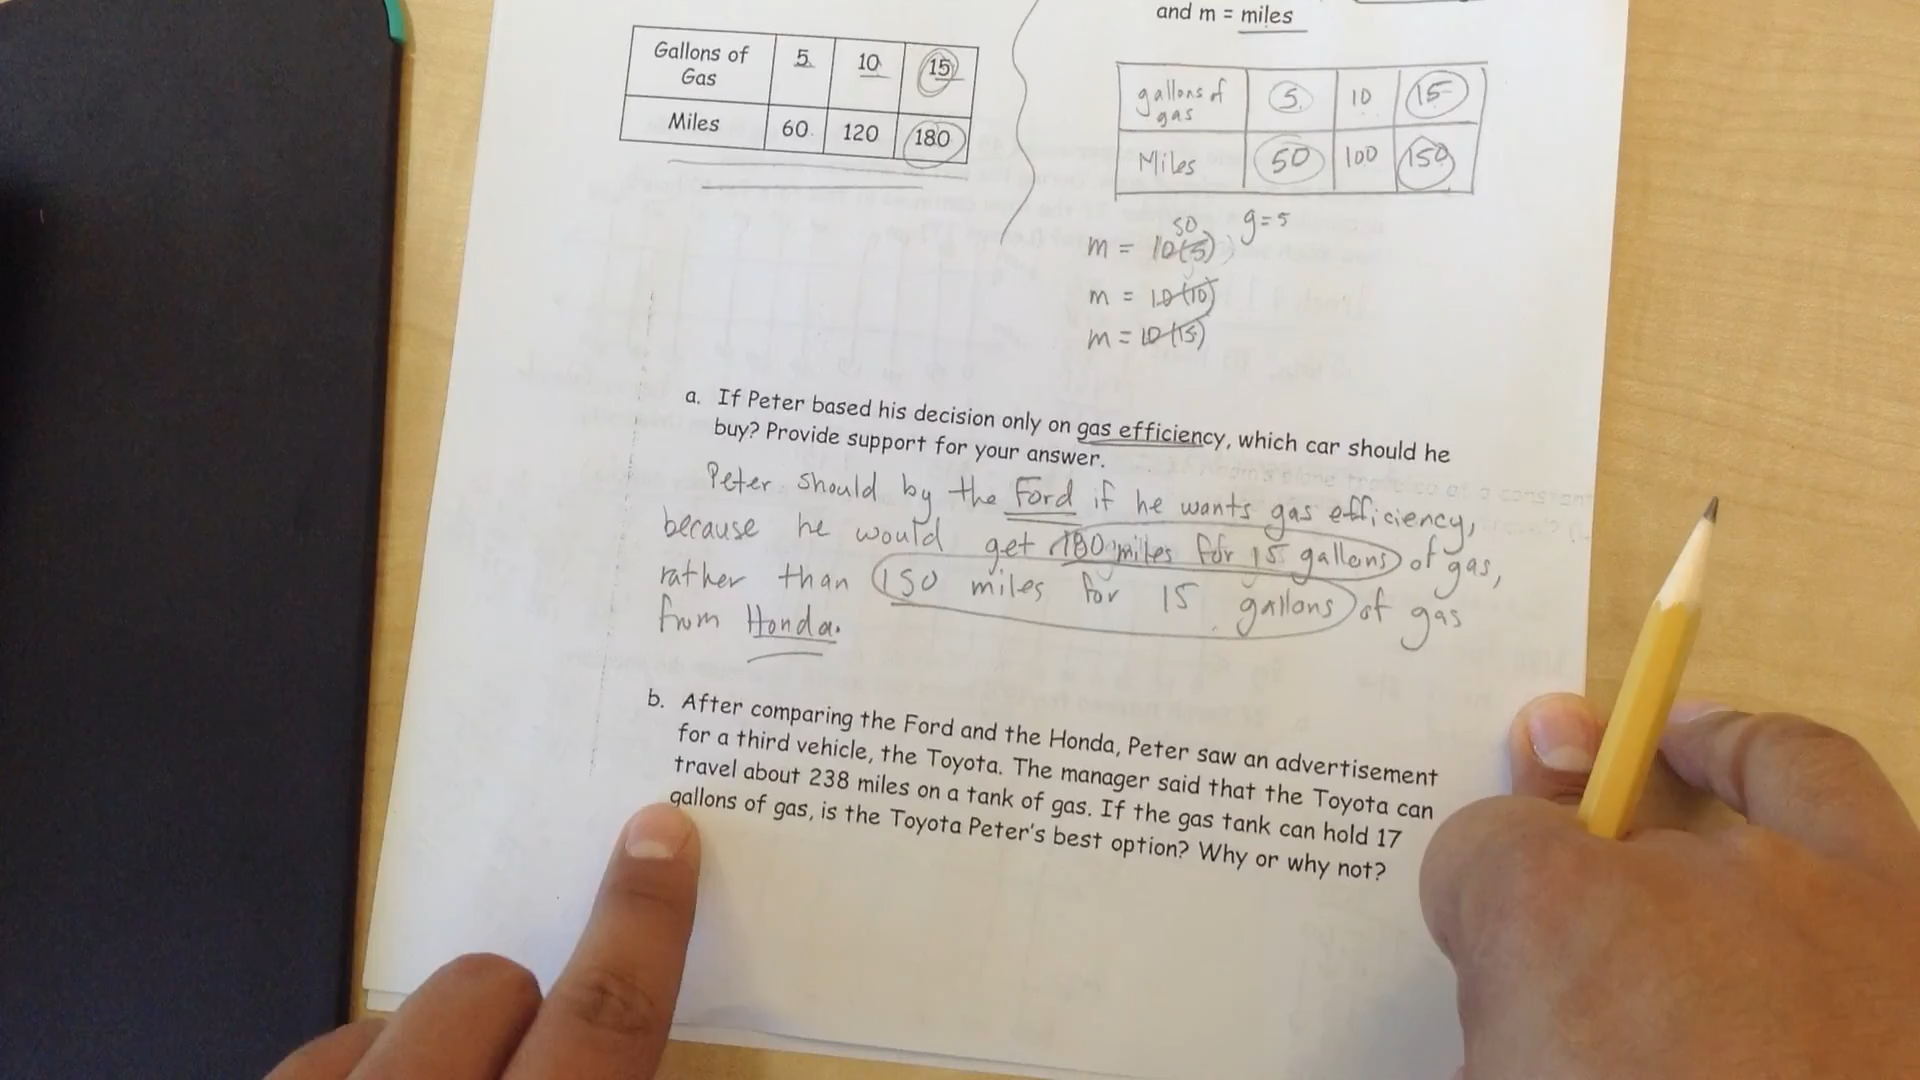 and m = miles
Gallons of Gas 5 10 15
Miles 60 120 180
gallons of gas 5 10 15
Miles 50 100 150
50 g=5
m = 10(5)
m = 10(10)
m = 10(15)
a. If Peter based his decision only on gas efficiency, which car should he
buy? Provide support for your answer.
Peter should by the Ford if he wants gas efficiency,
because he would get 180 miles for 15 gallons of gas,
rather than 150 miles for 15 gallons of gas
from Honda.
b. After comparing the Ford and the Honda, Peter saw an advertisement
for a third vehicle, the Toyota. The manager said that the Toyota can
travel about 238 miles on a tank of gas. If the gas tank can hold 17
gallons of gas, is the Toyota Peter's best option? Why or why not?